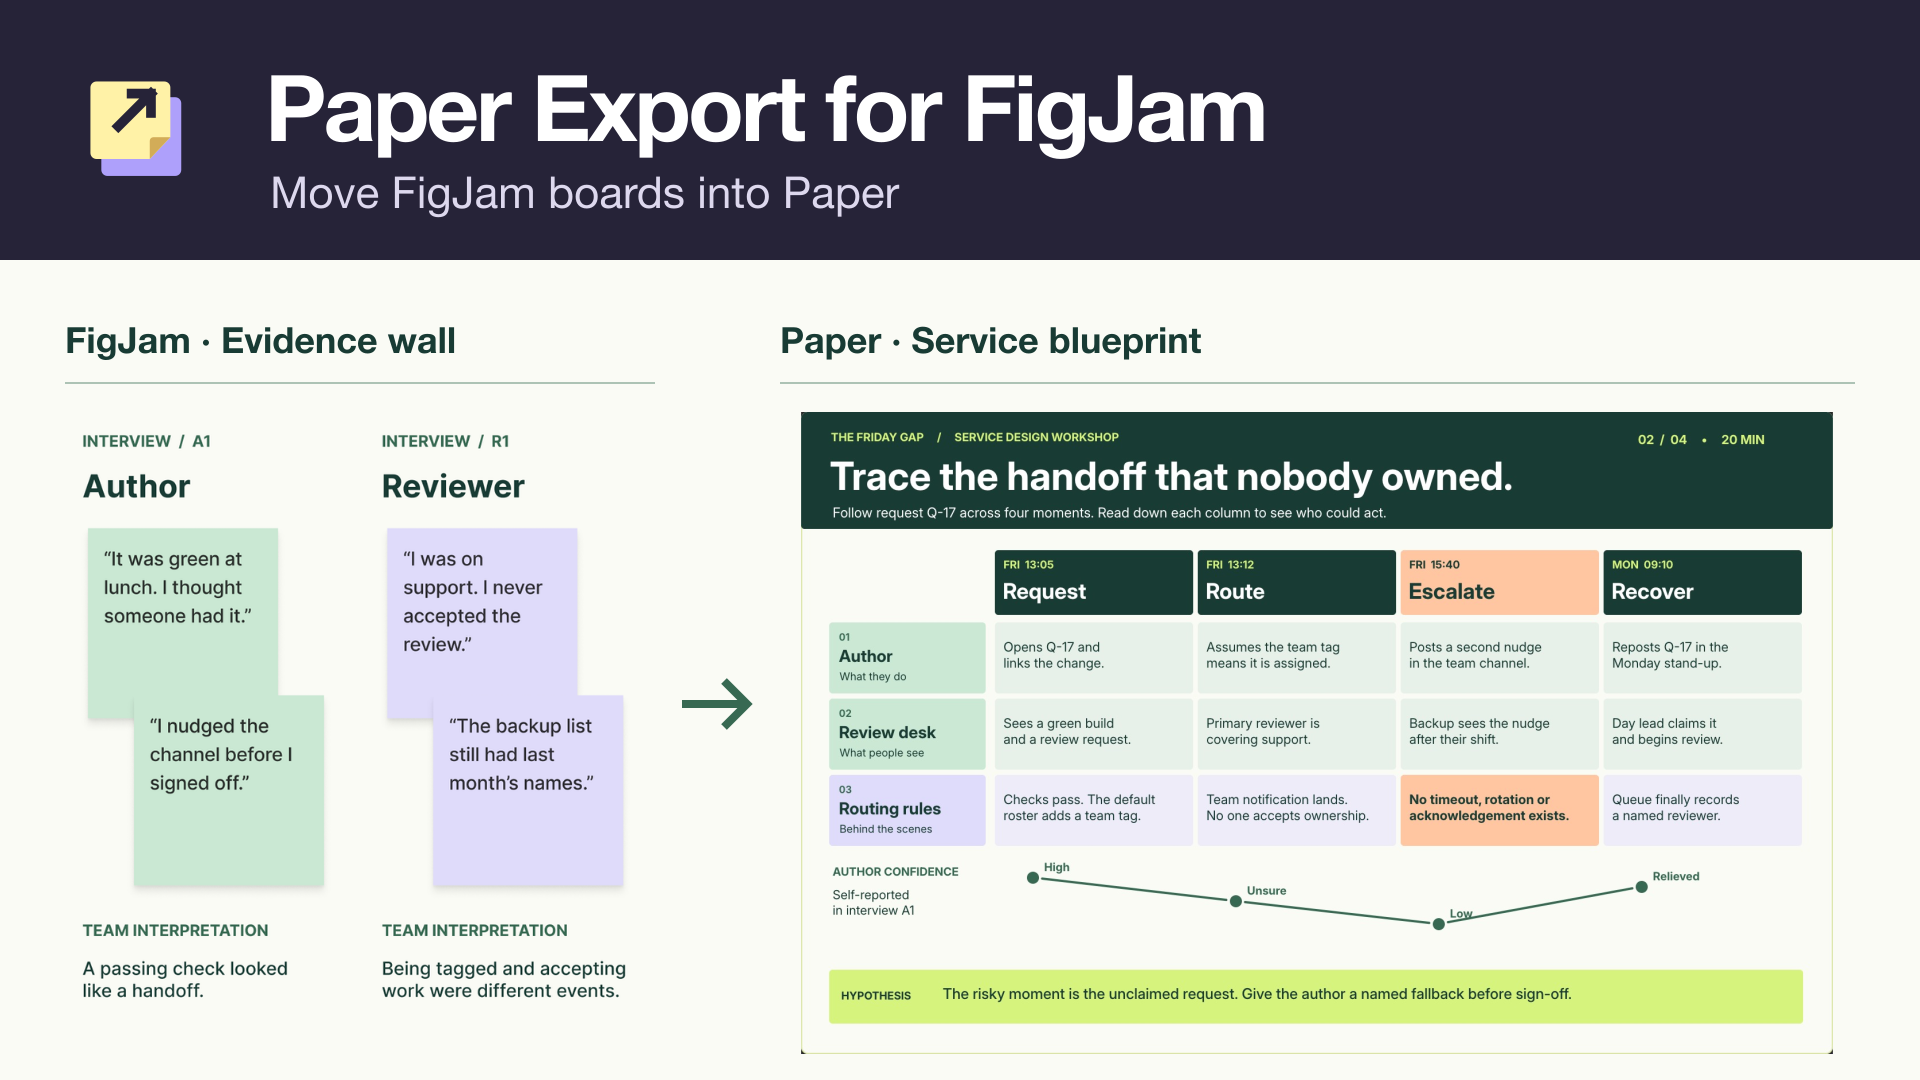 Paper Export for FigJam
Move FigJam boards into Paper
FigJam · Evidence wall
INTERVIEW / A1
Author
“It was green at
lunch. I thought
someone had it.”
“I nudged the
channel before I
signed off.”
TEAM INTERPRETATION
A passing check looked
like a handoff.
INTERVIEW / R1
Reviewer
“I was on
support. I never
accepted the
review.”
“The backup list
still had last
month’s names.”
TEAM INTERPRETATION
Being tagged and accepting
work were different events.
Paper · Service blueprint
THE FRIDAY GAP / SERVICE DESIGN WORKSHOP
02 / 04 • 20 MIN
Trace the handoff that nobody owned.
Follow request Q-17 across four moments. Read down each column to see who could act.
FRI 13:05
Request
FRI 13:12
Route
FRI 15:40
Escalate
MON 09:10
Recover
01
Author
What they do
Opens Q-17 and
links the change.
Assumes the team tag
means it is assigned.
Posts a second nudge
in the team channel.
Reposts Q-17 in the
Monday stand-up.
02
Review desk
What people see
Sees a green build
and a review request.
Primary reviewer is
covering support.
Backup sees the nudge
after their shift.
Day lead claims it
and begins review.
03
Routing rules
Behind the scenes
Checks pass. The default
roster adds a team tag.
Team notification lands.
No one accepts ownership.
No timeout, rotation or
acknowledgement exists.
Queue finally records
a named reviewer.
AUTHOR CONFIDENCE
Self-reported
in interview A1
High
Unsure
Low
Relieved
HYPOTHESIS
The risky moment is the unclaimed request. Give the author a named fallback before sign-off.